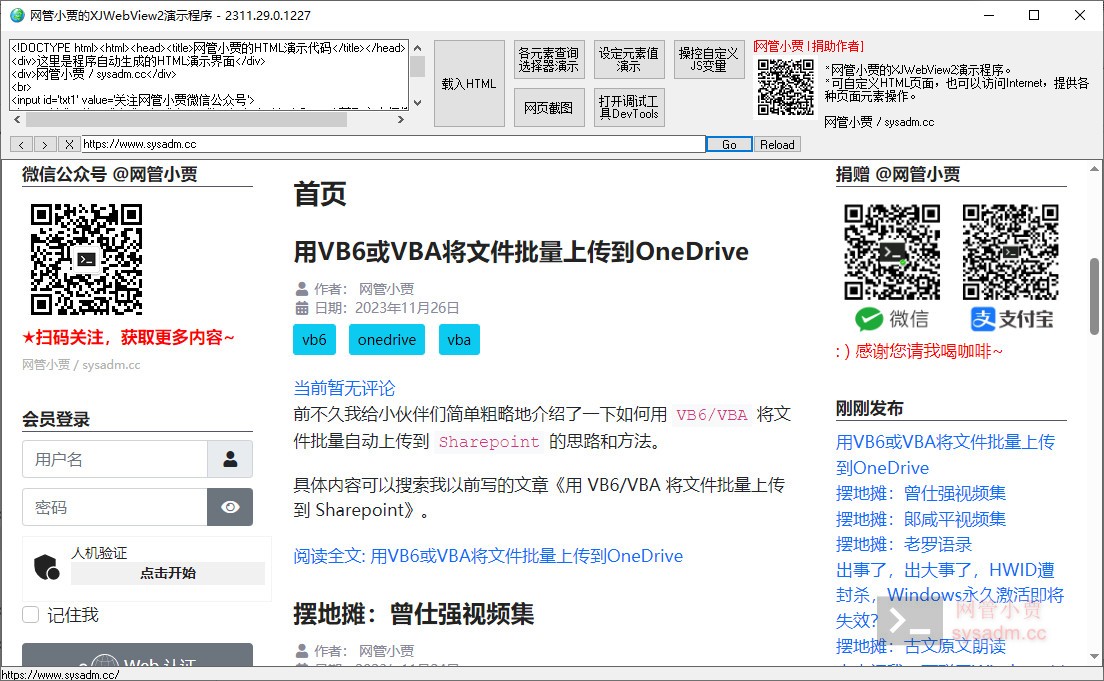 网管小贾的XJWebView2演示程序 - 2311.29.0.1227
<!DOCTYPE html><html><head><title>网管小贾的HTML演示代码</title></head>
<div>这里是程序自动生成的HTML演示界面</div>
<div>网管小贾 / sysadm.cc</div>
<br>
<input id='txt1' value='关注网管小贾微信公众号'>
载入HTML
各元素查询
选择器演示
设定元素值
演示
操控自定义
JS变量
网页截图
打开调试工
具DevTools
[网管小贾 | 捐助作者]
*网管小贾的XJWebView2演示程序。
*可自定义HTML页面，也可以访问Internet，提供各
种页面元素操作。
网管小贾 / sysadm.cc
< > X https://www.sysadm.cc Go Reload
微信公众号 @网管小贾
★扫码关注，获取更多内容~
网管小贾 / sysadm.cc
会员登录
用户名
密码
人机验证
点击开始
记住我
Web 认证
首页
用VB6或VBA将文件批量上传到OneDrive
作者： 网管小贾
日期： 2023年11月26日
vb6 onedrive vba
当前暂无评论
前不久我给小伙伴们简单粗略地介绍了一下如何用 VB6/VBA 将文
件批量自动上传到 Sharepoint 的思路和方法。
具体内容可以搜索我以前写的文章《用 VB6/VBA 将文件批量上传
到 Sharepoint》。
阅读全文: 用VB6或VBA将文件批量上传到OneDrive
摆地摊：曾仕强视频集
作者： 网管小贾
捐赠 @网管小贾
微信 支付宝
: ) 感谢您请我喝咖啡~
刚刚发布
用VB6或VBA将文件批量上传
到OneDrive
摆地摊：曾仕强视频集
摆地摊：郎咸平视频集
摆地摊：老罗语录
出事了，出大事了，HWID遭
封杀，Windows永久激活即将
失效?
摆地摊：古文原文朗读
网管小贾
sysadm.cc
https://www.sysadm.cc/